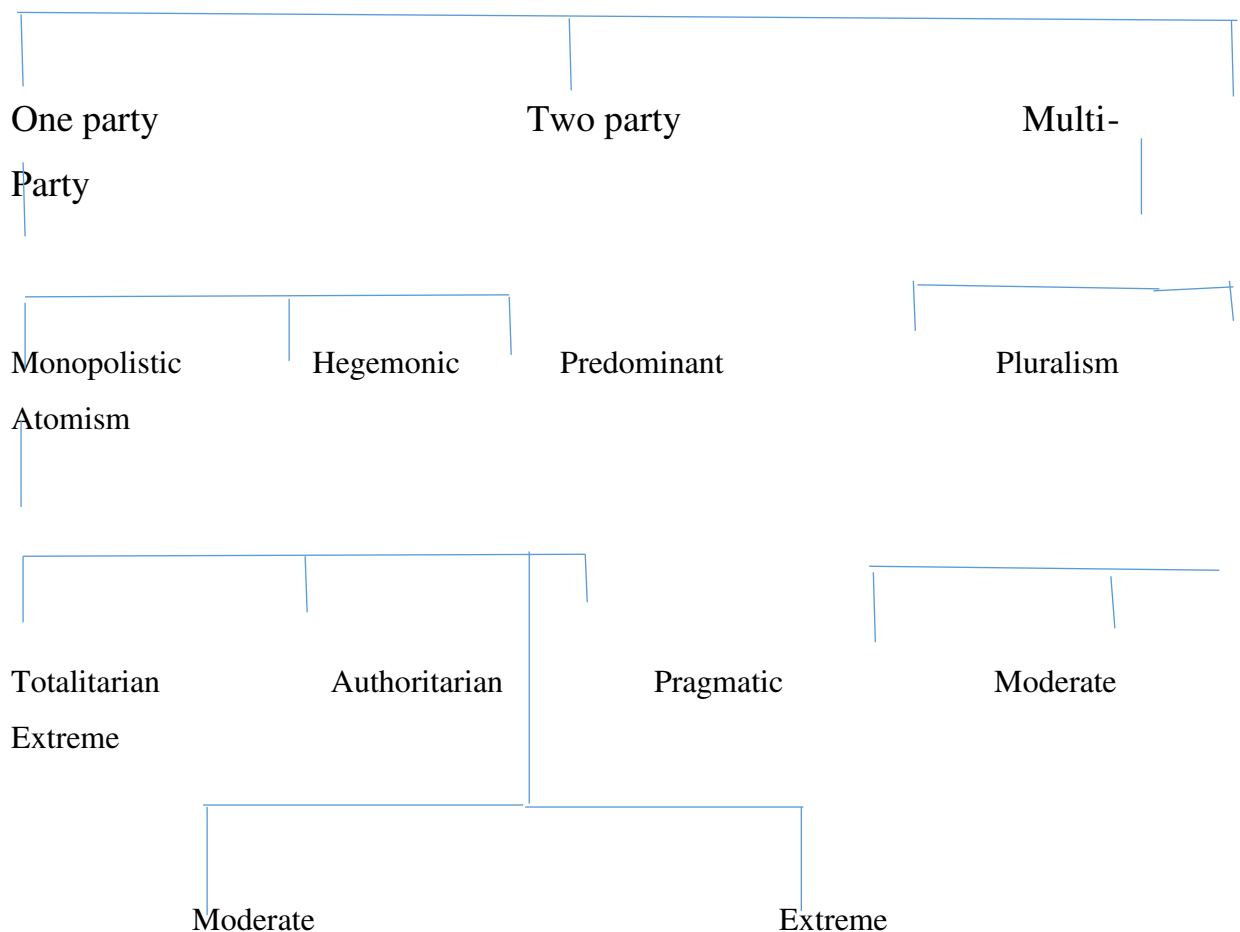 One party Two party Multi-
Party
Monopolistic Hegemonic Predominant Pluralism
Atomism
Totalitarian Authoritarian Pragmatic Moderate
Extreme
Moderate Extreme